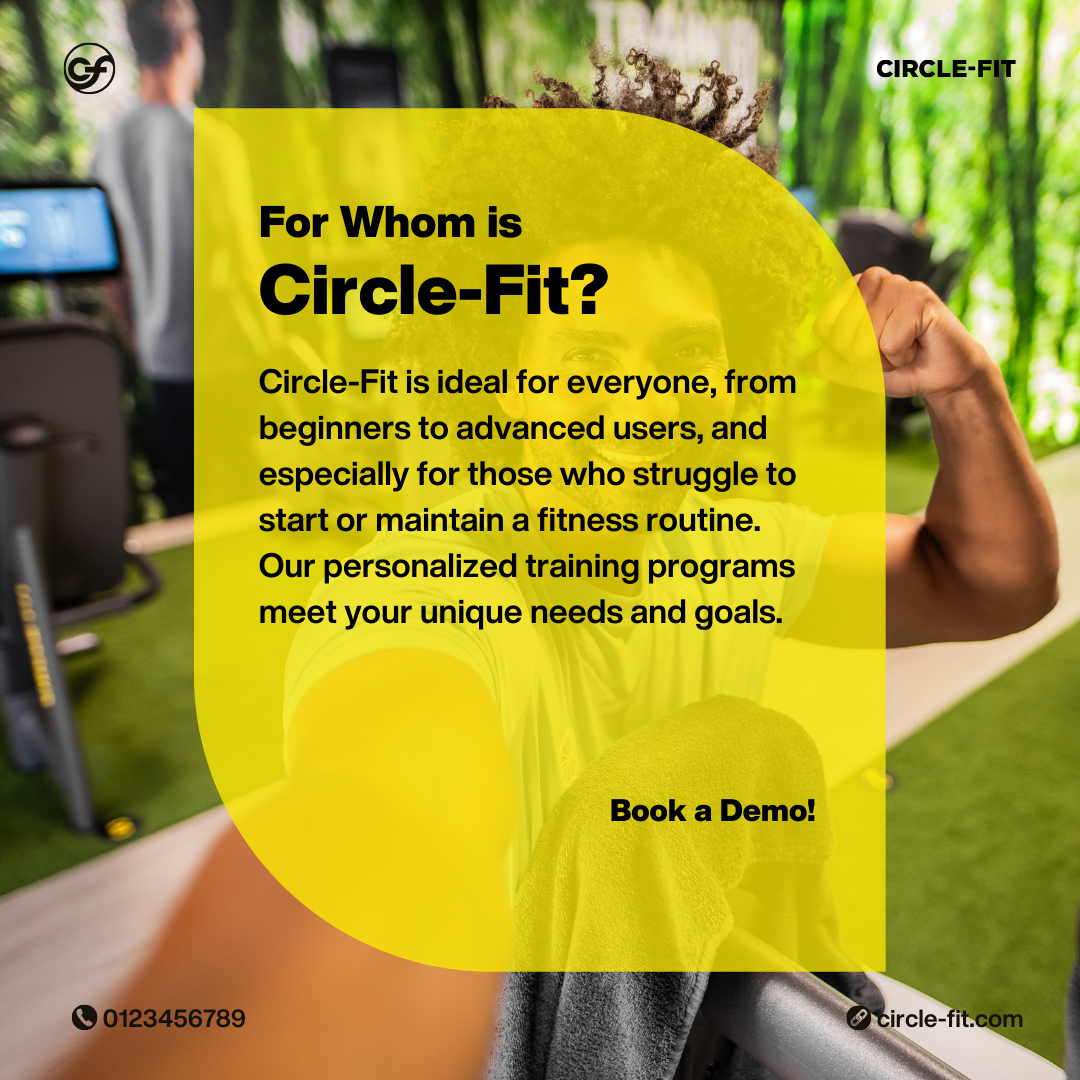 GF
CIRCLE-FIT
For Whom is
Circle-Fit?
Circle-Fit is ideal for everyone, from
beginners to advanced users, and
especially for those who struggle to
start or maintain a fitness routine.
Our personalized training programs
meet your unique needs and goals.
Book a Demo!
0123456789
circle-fit.com